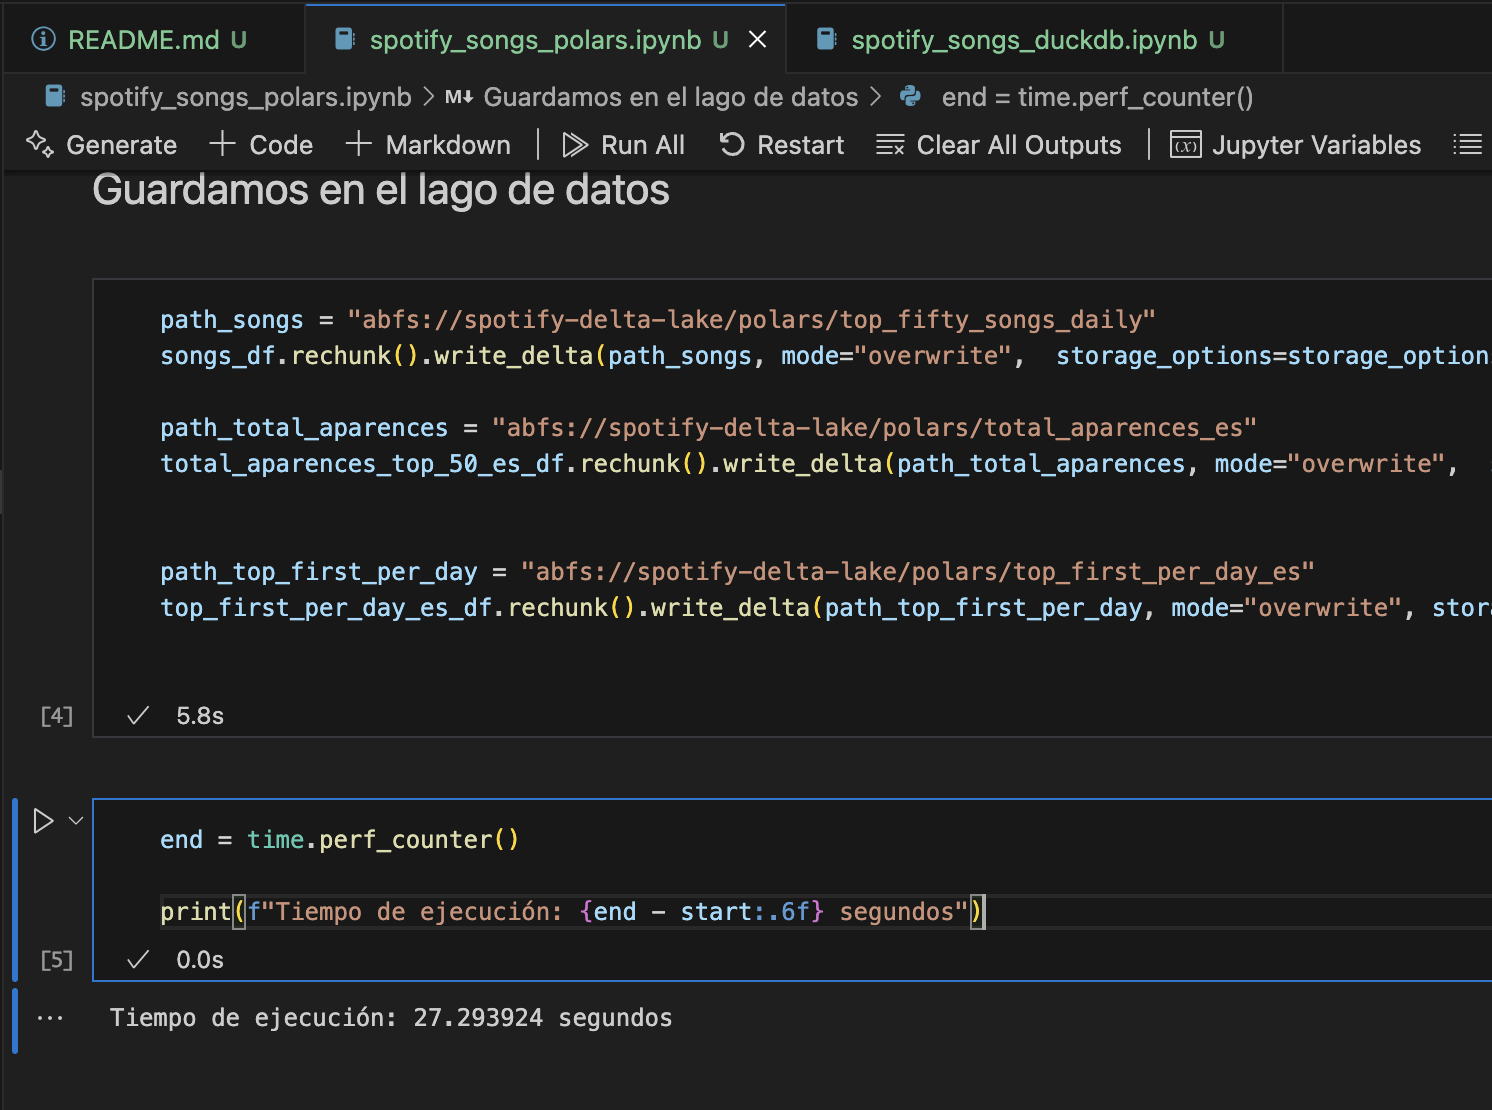 README.md U
spotify_songs_polars.ipynb U
spotify_songs_duckdb.ipynb U
spotify_songs_polars.ipynb > M↓ Guardamos en el lago de datos > end = time.perf_counter()
Generate + Code + Markdown | Run All Restart Clear All Outputs | (x) Jupyter Variables
Guardamos en el lago de datos
path_songs = "abfs://spotify-delta-lake/polars/top_fifty_songs_daily"
songs_df.rechunk().write_delta(path_songs, mode="overwrite",  storage_options=storage_option
path_total_aparences = "abfs://spotify-delta-lake/polars/total_aparences_es"
total_aparences_top_50_es_df.rechunk().write_delta(path_total_aparences, mode="overwrite",
path_top_first_per_day = "abfs://spotify-delta-lake/polars/top_first_per_day_es"
top_first_per_day_es_df.rechunk().write_delta(path_top_first_per_day, mode="overwrite", stor
[4] ✓ 5.8s
end = time.perf_counter()
print(f"Tiempo de ejecución: {end - start:.6f} segundos")
[5] ✓ 0.0s
... Tiempo de ejecución: 27.293924 segundos